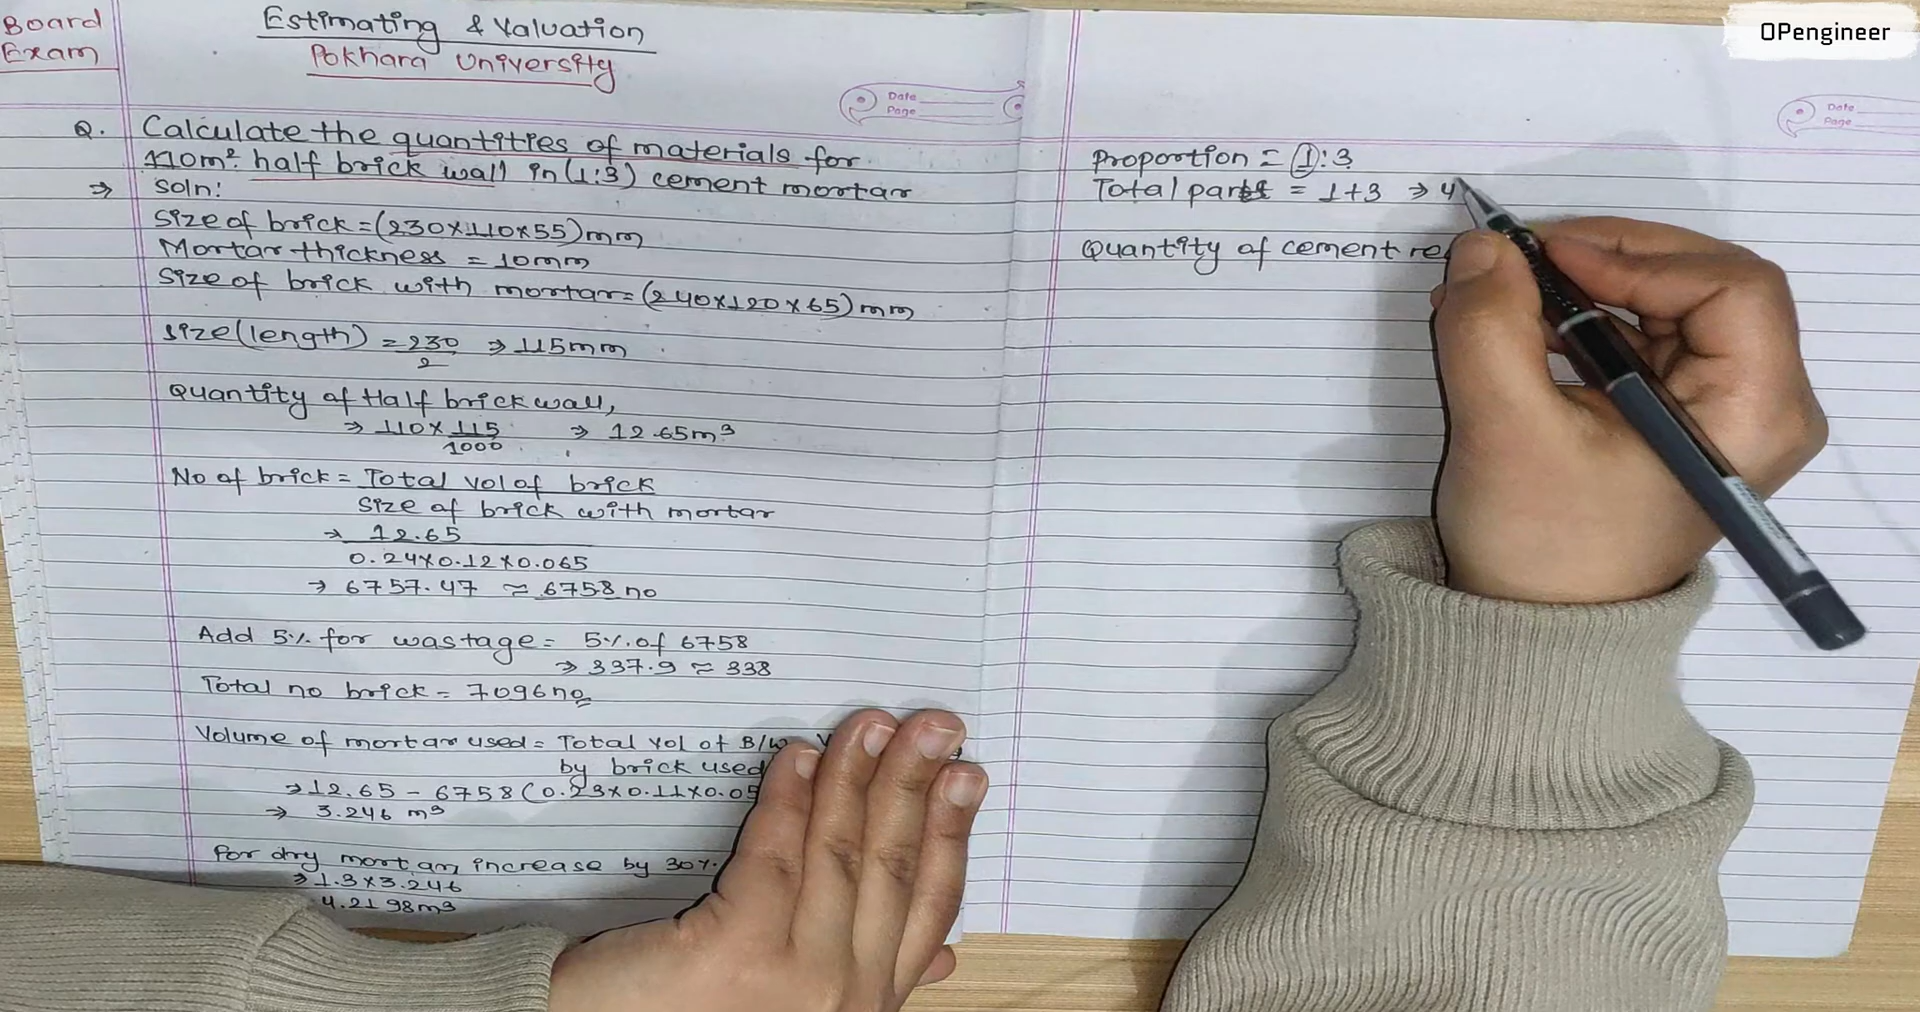 OPengineer
Board
Exam
Estimating & Valuation
Pokhara University
Date
Page
Q. Calculate the quantities of materials for
110m² half brick wall in (1:3) cement mortar
⇒ Soln:
Size of brick = (230×110×55)mm
Mortar thickness = 10mm
Size of brick with mortar = (240×120×65)mm
Size(length) = 230/2 ⇒ 115mm
Quantity of Half brick wall,
⇒ 110 × 115/1000 ⇒ 12.65m³
No of brick = Total vol of brick
Size of brick with mortar
→ 12.65
0.24×0.12×0.065
→ 6757.47 ≈ 6758 no
Add 5% for wastage = 5% of 6758
⇒ 337.9 ≈ 338
Total no brick = 7096 no
Volume of mortar used = Total vol of B/w
by brick used
⇒ 12.65 - 6758 (0.23×0.11×0.05
⇒ 3.246 m³
For dry mortar, increase by 30%
⇒ 1.3×3.246
4.2198m³
Date
Page
Proportion = 1:3
Total parts = 1+3 ⇒ 4
Quantity of cement re